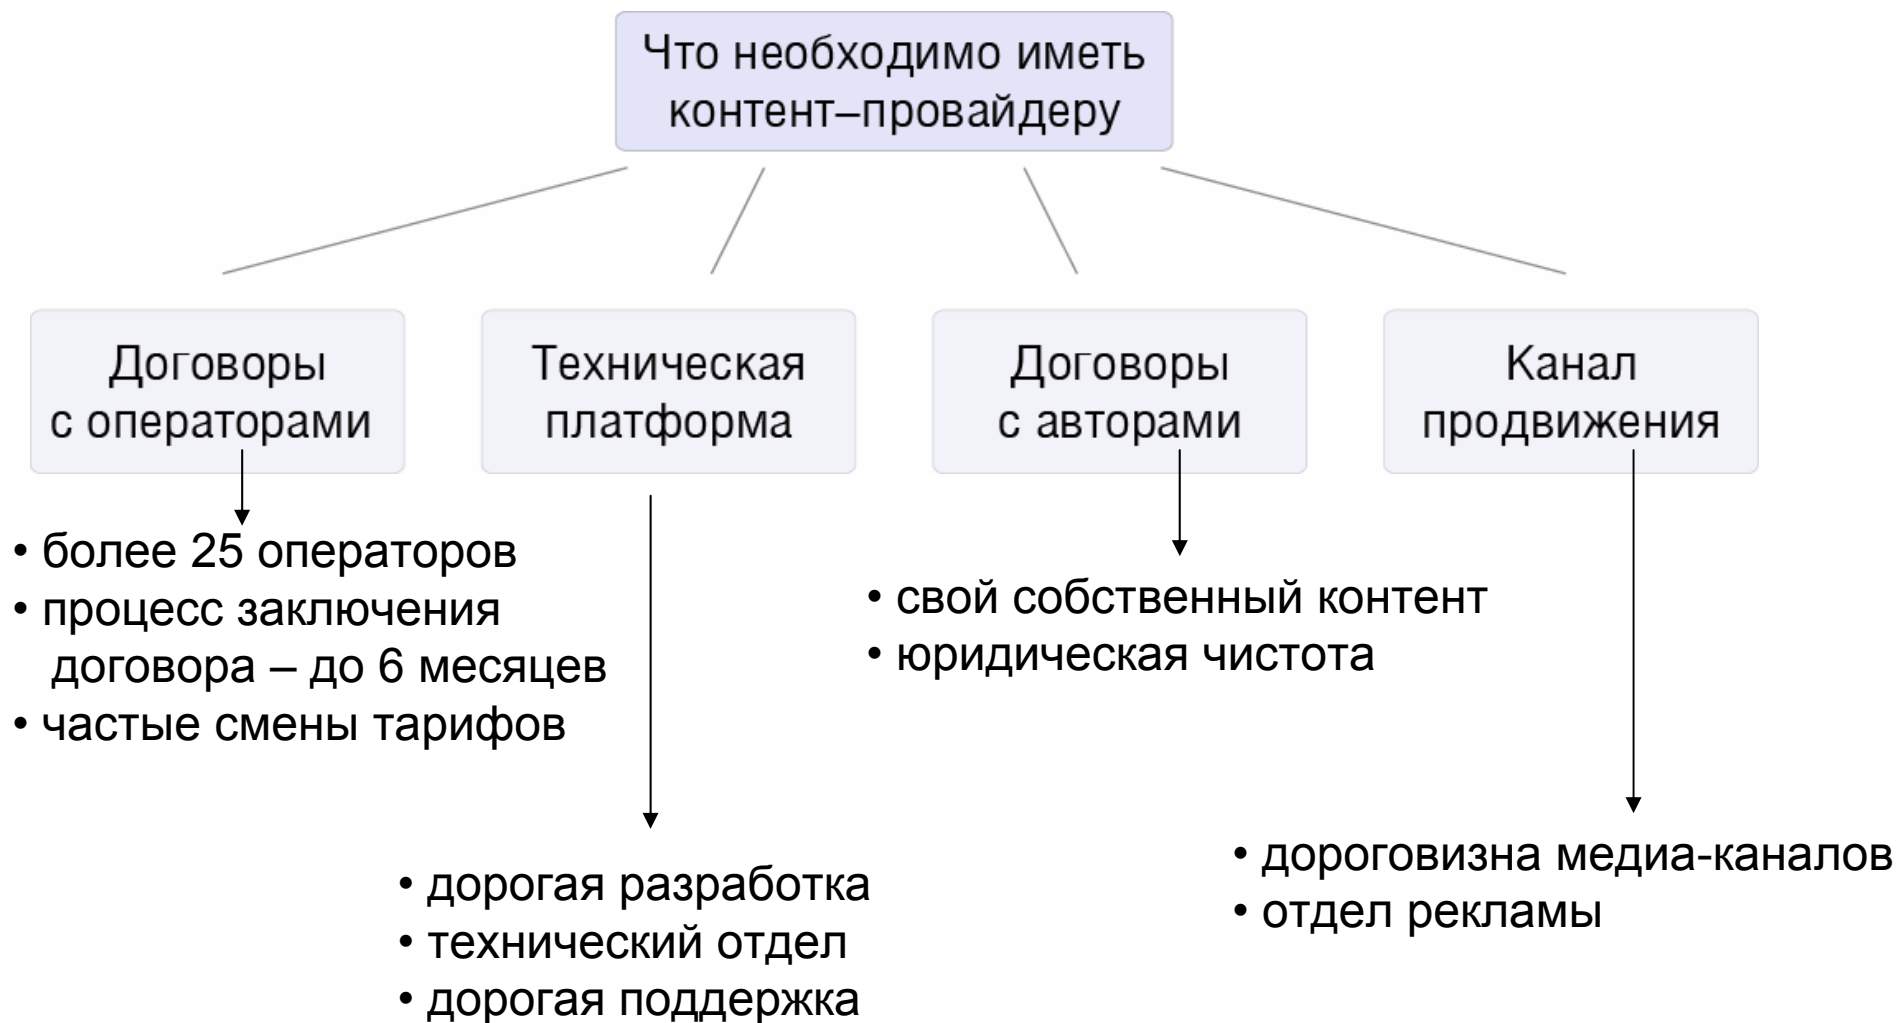 Что необходимо иметь
контент–провайдеру
Договоры
с операторами
Техническая
платформа
Договоры
с авторами
Канал
продвижения
• более 25 операторов
• процесс заключения
договора – до 6 месяцев
• частые смены тарифов
• дорогая разработка
• технический отдел
• дорогая поддержка
• свой собственный контент
• юридическая чистота
• дороговизна медиа-каналов
• отдел рекламы